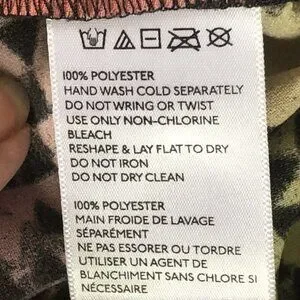 100% POLYESTER
HAND WASH COLD SEPARATELY
DO NOT WRING OR TWIST
USE ONLY NON-CHLORINE
BLEACH
RESHAPE & LAY FLAT TO DRY
DO NOT IRON
DO NOT DRY CLEAN
100% POLYESTER
MAIN FROIDE DE LAVAGE
SÉPARÉMENT
NE PAS ESSORER OU TORDRE
UTILISER UN AGENT DE
BLANCHIMENT SANS CHLORE SI
NÉCESSAIRE